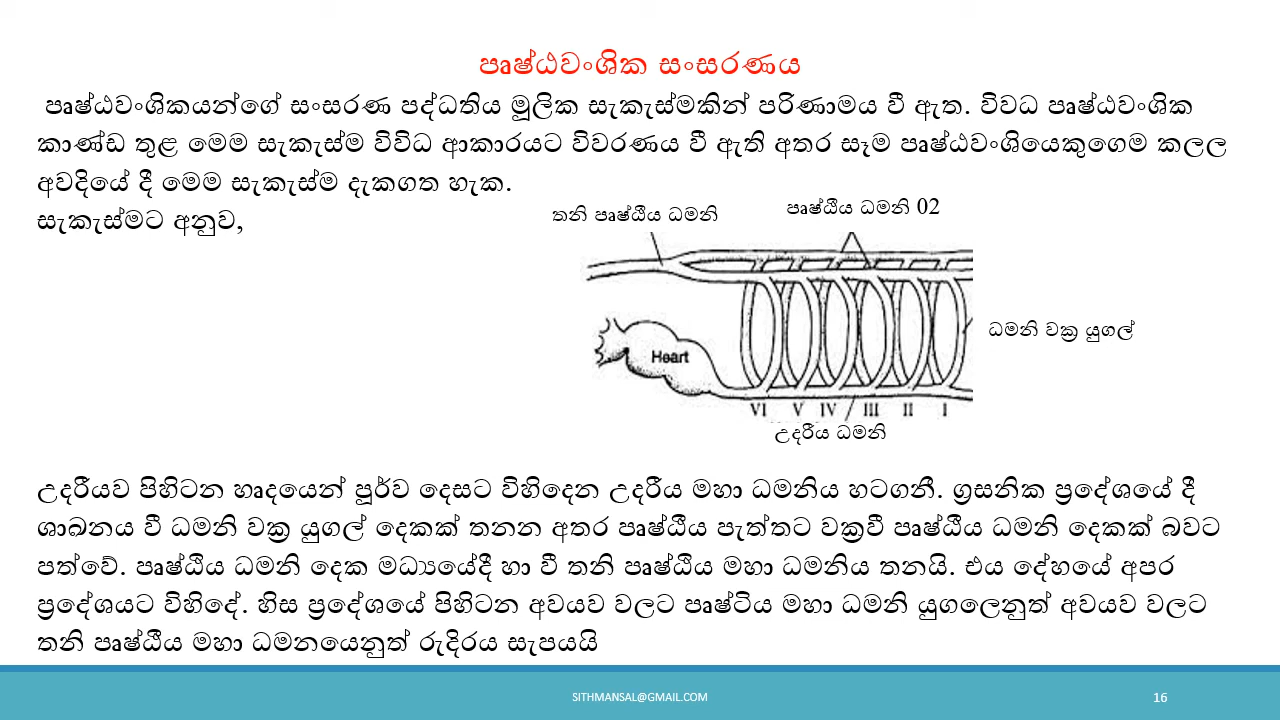 පෘෂ්ඨවංශික සංසරණය
පෘෂ්ඨවංශිකයන්ගේ සංසරණ පද්ධතිය මූලික සැකැස්මකින් පරිණාමය වී ඇත. විවධ පෘෂ්ඨවංශික
කාණ්ඩ තුළ මෙම සැකැස්ම විවිධ ආකාරයට විවරණය වී ඇති අතර සෑම පෘෂ්ඨවංශියෙකුගෙම කලල
අවදියේ දී මෙම සැකැස්ම දැකගත හැක.
සැකැස්මට අනුව,
තනි පෘෂ්ඨීය ධමනි
පෘෂ්ඨීය ධමනි 02
ධමනි වක්‍ර යුගල්
Heart
VI V IV III II I
උදරීය ධමනි
උදරීයව පිහිටන හෘදයෙන් පූර්ව දෙසට විහිදෙන උදරීය මහා ධමනිය හටගනී. ග්‍රසනික ප්‍රදේශයේ දී
ශාඛනය වී ධමනි වක්‍ර යුගල් දෙකක් තනන අතර පෘෂ්ඨීය පැත්තට වක්‍රවී පෘෂ්ඨීය ධමනි දෙකක් බවට
පත්වේ. පෘෂ්ඨීය ධමනි දෙක මධ්‍යයේදී හා වී තනි පෘෂ්ඨීය මහා ධමනිය තනයි. එය දේහයේ අපර
ප්‍රදේශයට විහිදේ. හිස ප්‍රදේශයේ පිහිටන අවයව වලට පෘෂ්ටිය මහා ධමනි යුගලෙනුත් අවයව වලට
තනි පෘෂ්ඨීය මහා ධමනයෙනුත් රුදිරය සැපයයි
SITHMANSAL@GMAIL.COM
16